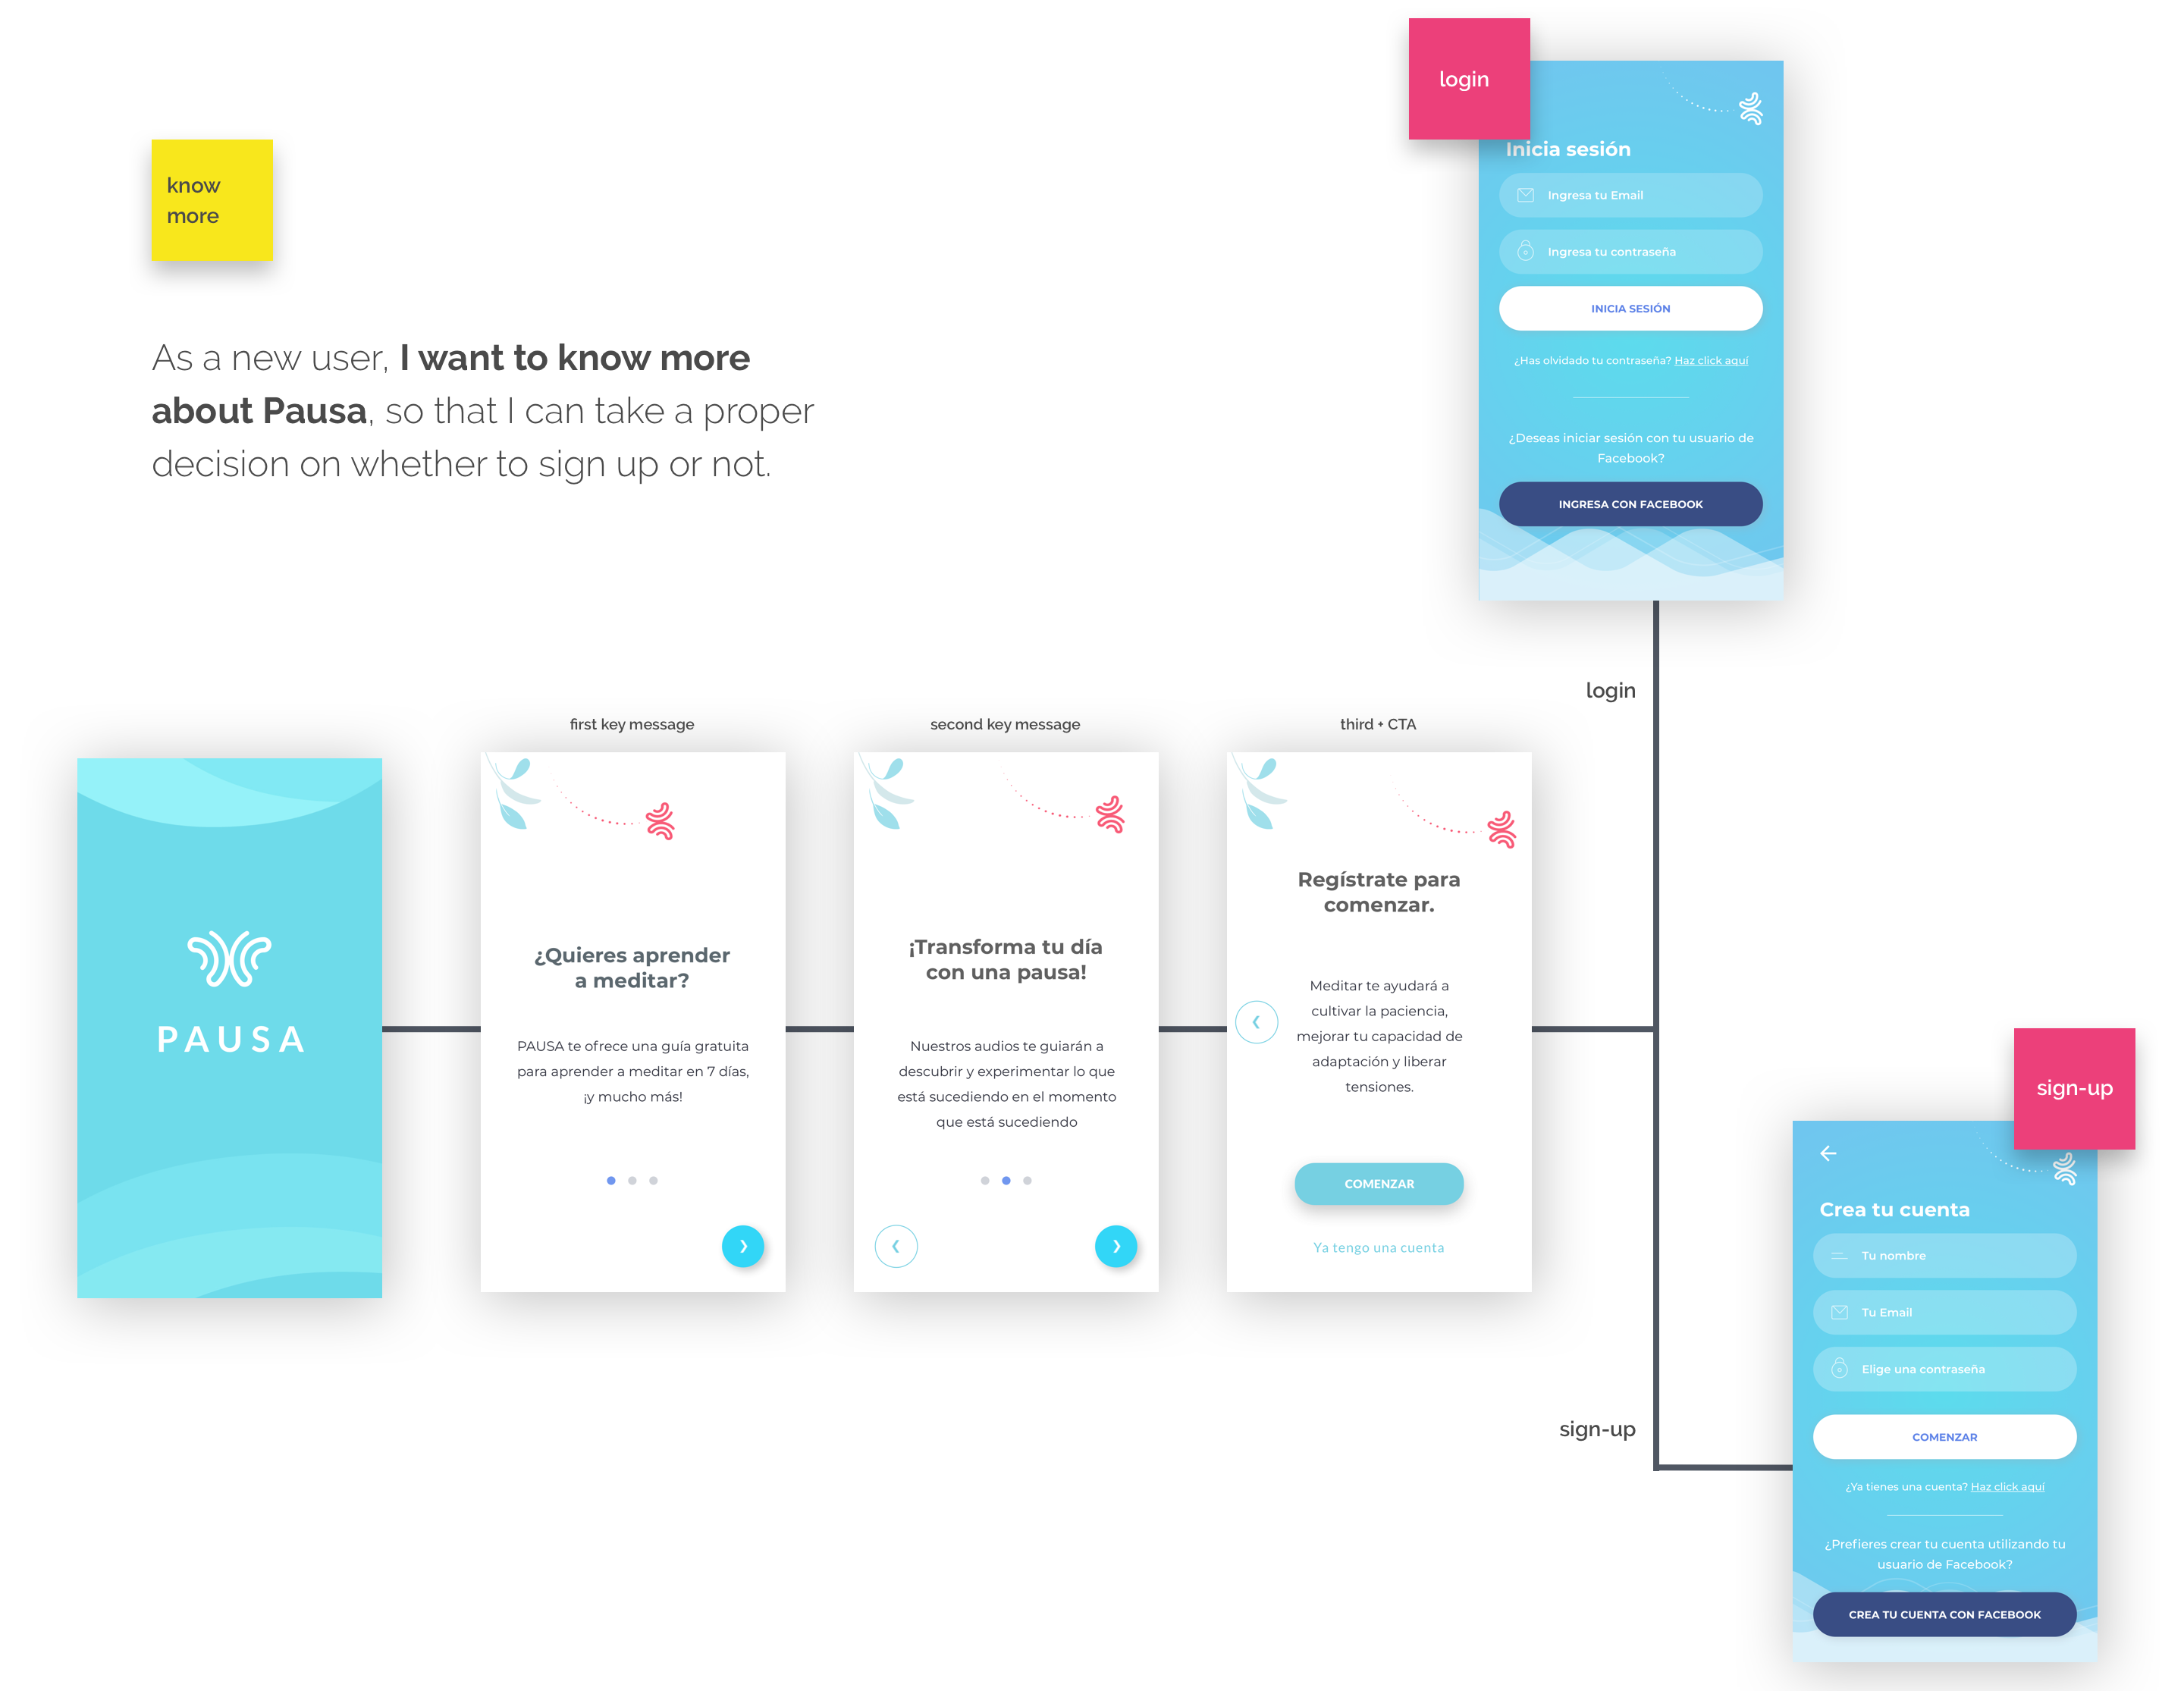 know
more
As a new user, I want to know more
about Pausa, so that I can take a proper
decision on whether to sign up or not.
login
Inicia sesión
Ingresa tu Email
Ingresa tu contraseña
INICIA SESIÓN
¿Has olvidado tu contraseña? Haz click aquí
¿Deseas iniciar sesión con tu usuario de
Facebook?
INGRESA CON FACEBOOK
login
PAUSA
first key message
¿Quieres aprender
a meditar?
PAUSA te ofrece una guía gratuita
para aprender a meditar en 7 días,
¡y mucho más!
second key message
¡Transforma tu día
con una pausa!
Nuestros audios te guiarán a
descubrir y experimentar lo que
está sucediendo en el momento
que está sucediendo
third + CTA
Regístrate para
comenzar.
Meditar te ayudará a
cultivar la paciencia,
mejorar tu capacidad de
adaptación y liberar
tensiones.
COMENZAR
Ya tengo una cuenta
sign-up
sign-up
Crea tu cuenta
Tu nombre
Tu Email
Elige una contraseña
COMENZAR
¿Ya tienes una cuenta? Haz click aquí
¿Prefieres crear tu cuenta utilizando tu
usuario de Facebook?
CREA TU CUENTA CON FACEBOOK